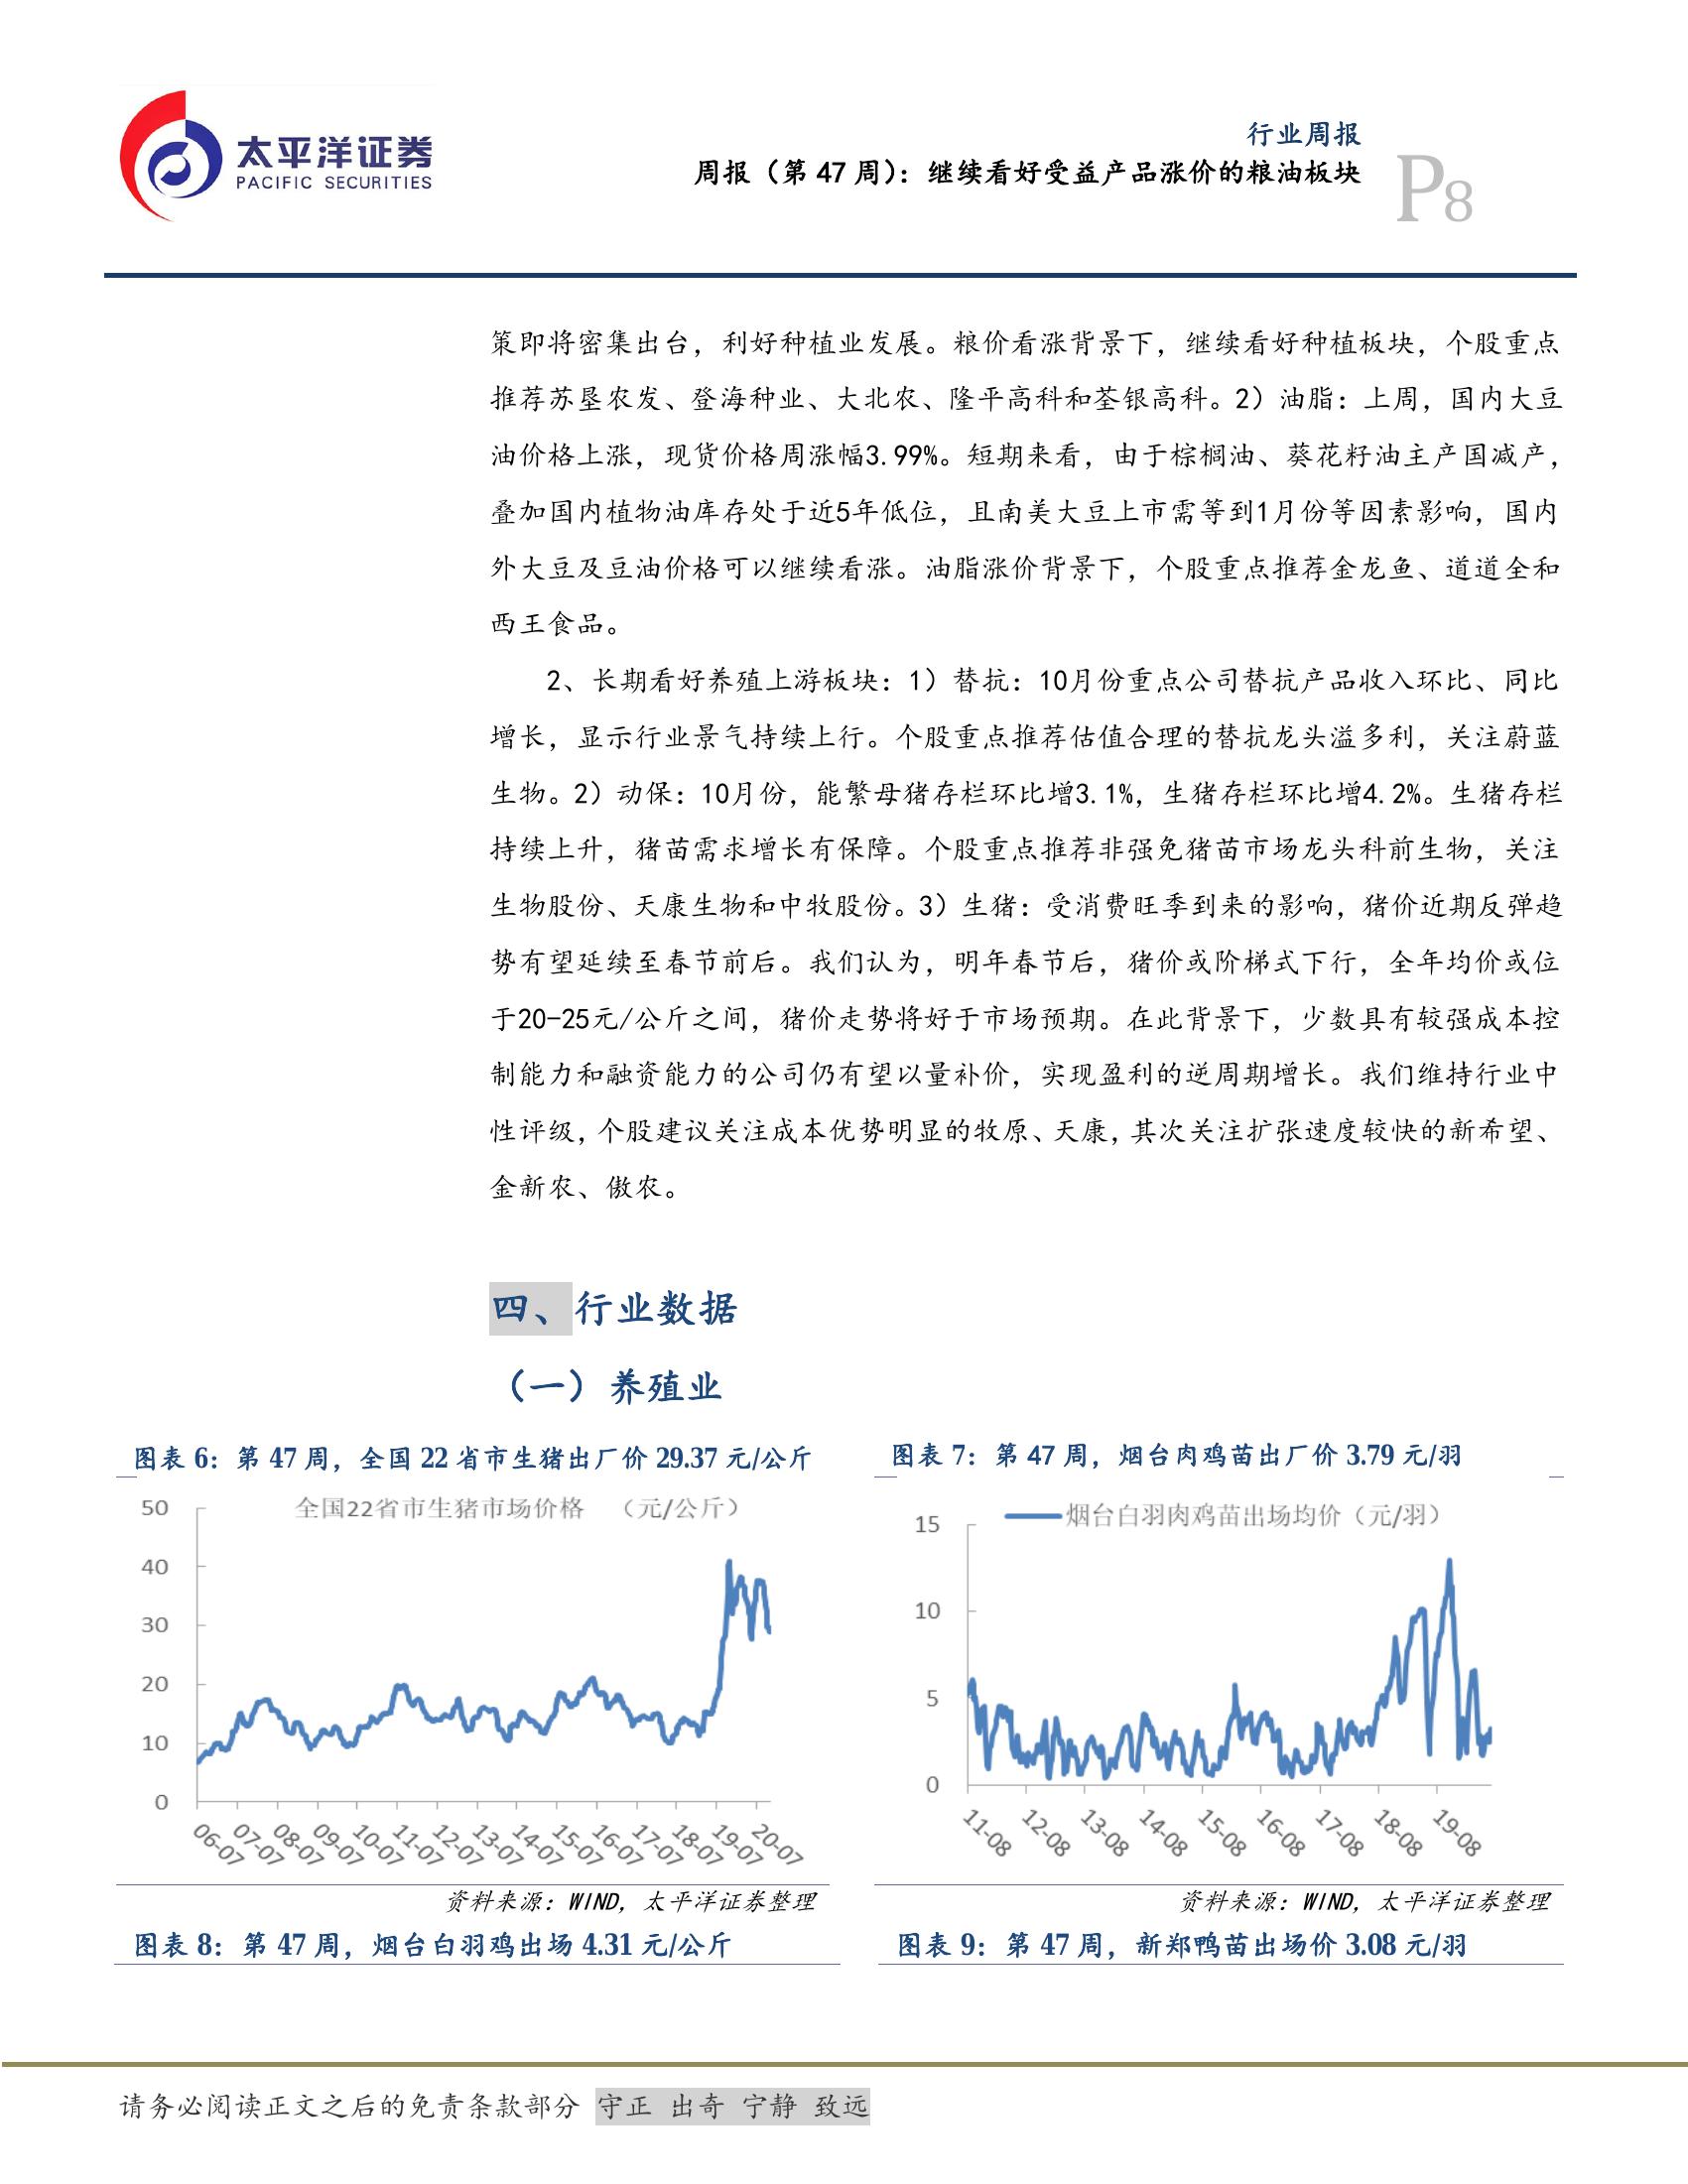 太平洋证券
PACIFIC SECURITIES
行业周报
周报（第 47 周）：继续看好受益产品涨价的粮油板块
P8
策即将密集出台，利好种植业发展。粮价看涨背景下，继续看好种植板块，个股重点
推荐苏垦农发、登海种业、大北农、隆平高科和荃银高科。2）油脂：上周，国内大豆
油价格上涨，现货价格周涨幅3.99%。短期来看，由于棕榈油、葵花籽油主产国减产，
叠加国内植物油库存处于近5年低位，且南美大豆上市需等到1月份等因素影响，国内
外大豆及豆油价格可以继续看涨。油脂涨价背景下，个股重点推荐金龙鱼、道道全和
西王食品。
2、长期看好养殖上游板块：1）替抗：10月份重点公司替抗产品收入环比、同比
增长，显示行业景气持续上行。个股重点推荐估值合理的替抗龙头溢多利，关注蔚蓝
生物。2）动保：10月份，能繁母猪存栏环比增3.1%，生猪存栏环比增4.2%。生猪存栏
持续上升，猪苗需求增长有保障。个股重点推荐非强免猪苗市场龙头科前生物，关注
生物股份、天康生物和中牧股份。3）生猪：受消费旺季到来的影响，猪价近期反弹趋
势有望延续至春节前后。我们认为，明年春节后，猪价或阶梯式下行，全年均价或位
于20-25元/公斤之间，猪价走势将好于市场预期。在此背景下，少数具有较强成本控
制能力和融资能力的公司仍有望以量补价，实现盈利的逆周期增长。我们维持行业中
性评级，个股建议关注成本优势明显的牧原、天康，其次关注扩张速度较快的新希望、
金新农、傲农。
四、行业数据
（一）养殖业
图表 6：第 47 周，全国 22 省市生猪出厂价 29.37 元/公斤
全国22省市生猪市场价格 （元/公斤）
50
40
30
20
10
0
06-07 07-07 08-07 09-07 10-07 11-07 12-07 13-07 14-07 15-07 16-07 17-07 18-07 19-07 20-07
资料来源：WIND，太平洋证券整理
图表 7：第 47 周，烟台肉鸡苗出厂价 3.79 元/羽
烟台白羽肉鸡苗出场均价（元/羽）
15
10
5
0
11-08 12-08 13-08 14-08 15-08 16-08 17-08 18-08 19-08
资料来源：WIND，太平洋证券整理
图表 8：第 47 周，烟台白羽鸡出场 4.31 元/公斤
图表 9：第 47 周，新郑鸭苗出场价 3.08 元/羽
请务必阅读正文之后的免责条款部分 守正 出奇 宁静 致远